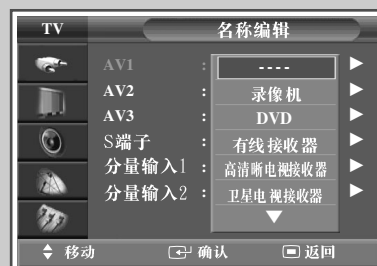 TV 名称编辑
AV1 : ----
AV2 : 录像机
AV3 : DVD
S端子 : 有线接收器
分量输入1 : 高清晰电视接收器
分量输入2 : 卫星电视接收器
移动 确认 返回